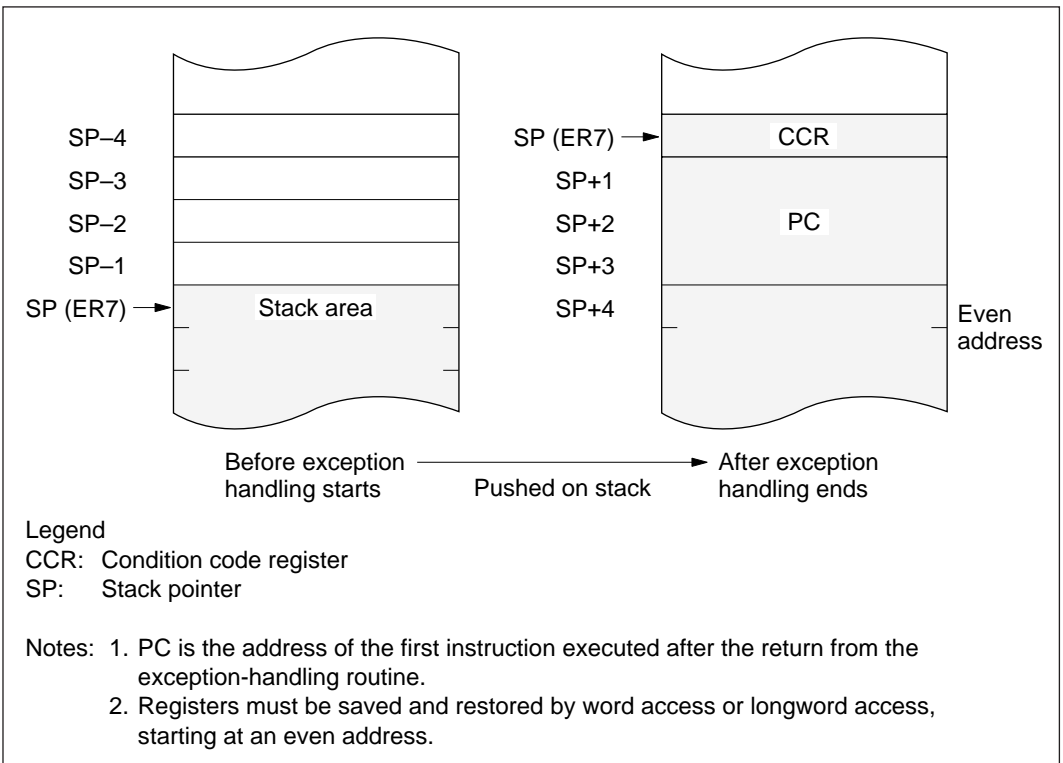 SP–4
SP–3
SP–2
SP–1
SP (ER7)
Stack area
SP (ER7)
SP+1
SP+2
SP+3
SP+4
CCR
PC
Even
address
Before exception
handling starts
Pushed on stack
After exception
handling ends
Legend
CCR: Condition code register
SP: Stack pointer
Notes: 1. PC is the address of the first instruction executed after the return from the
exception-handling routine.
2. Registers must be saved and restored by word access or longword access,
starting at an even address.